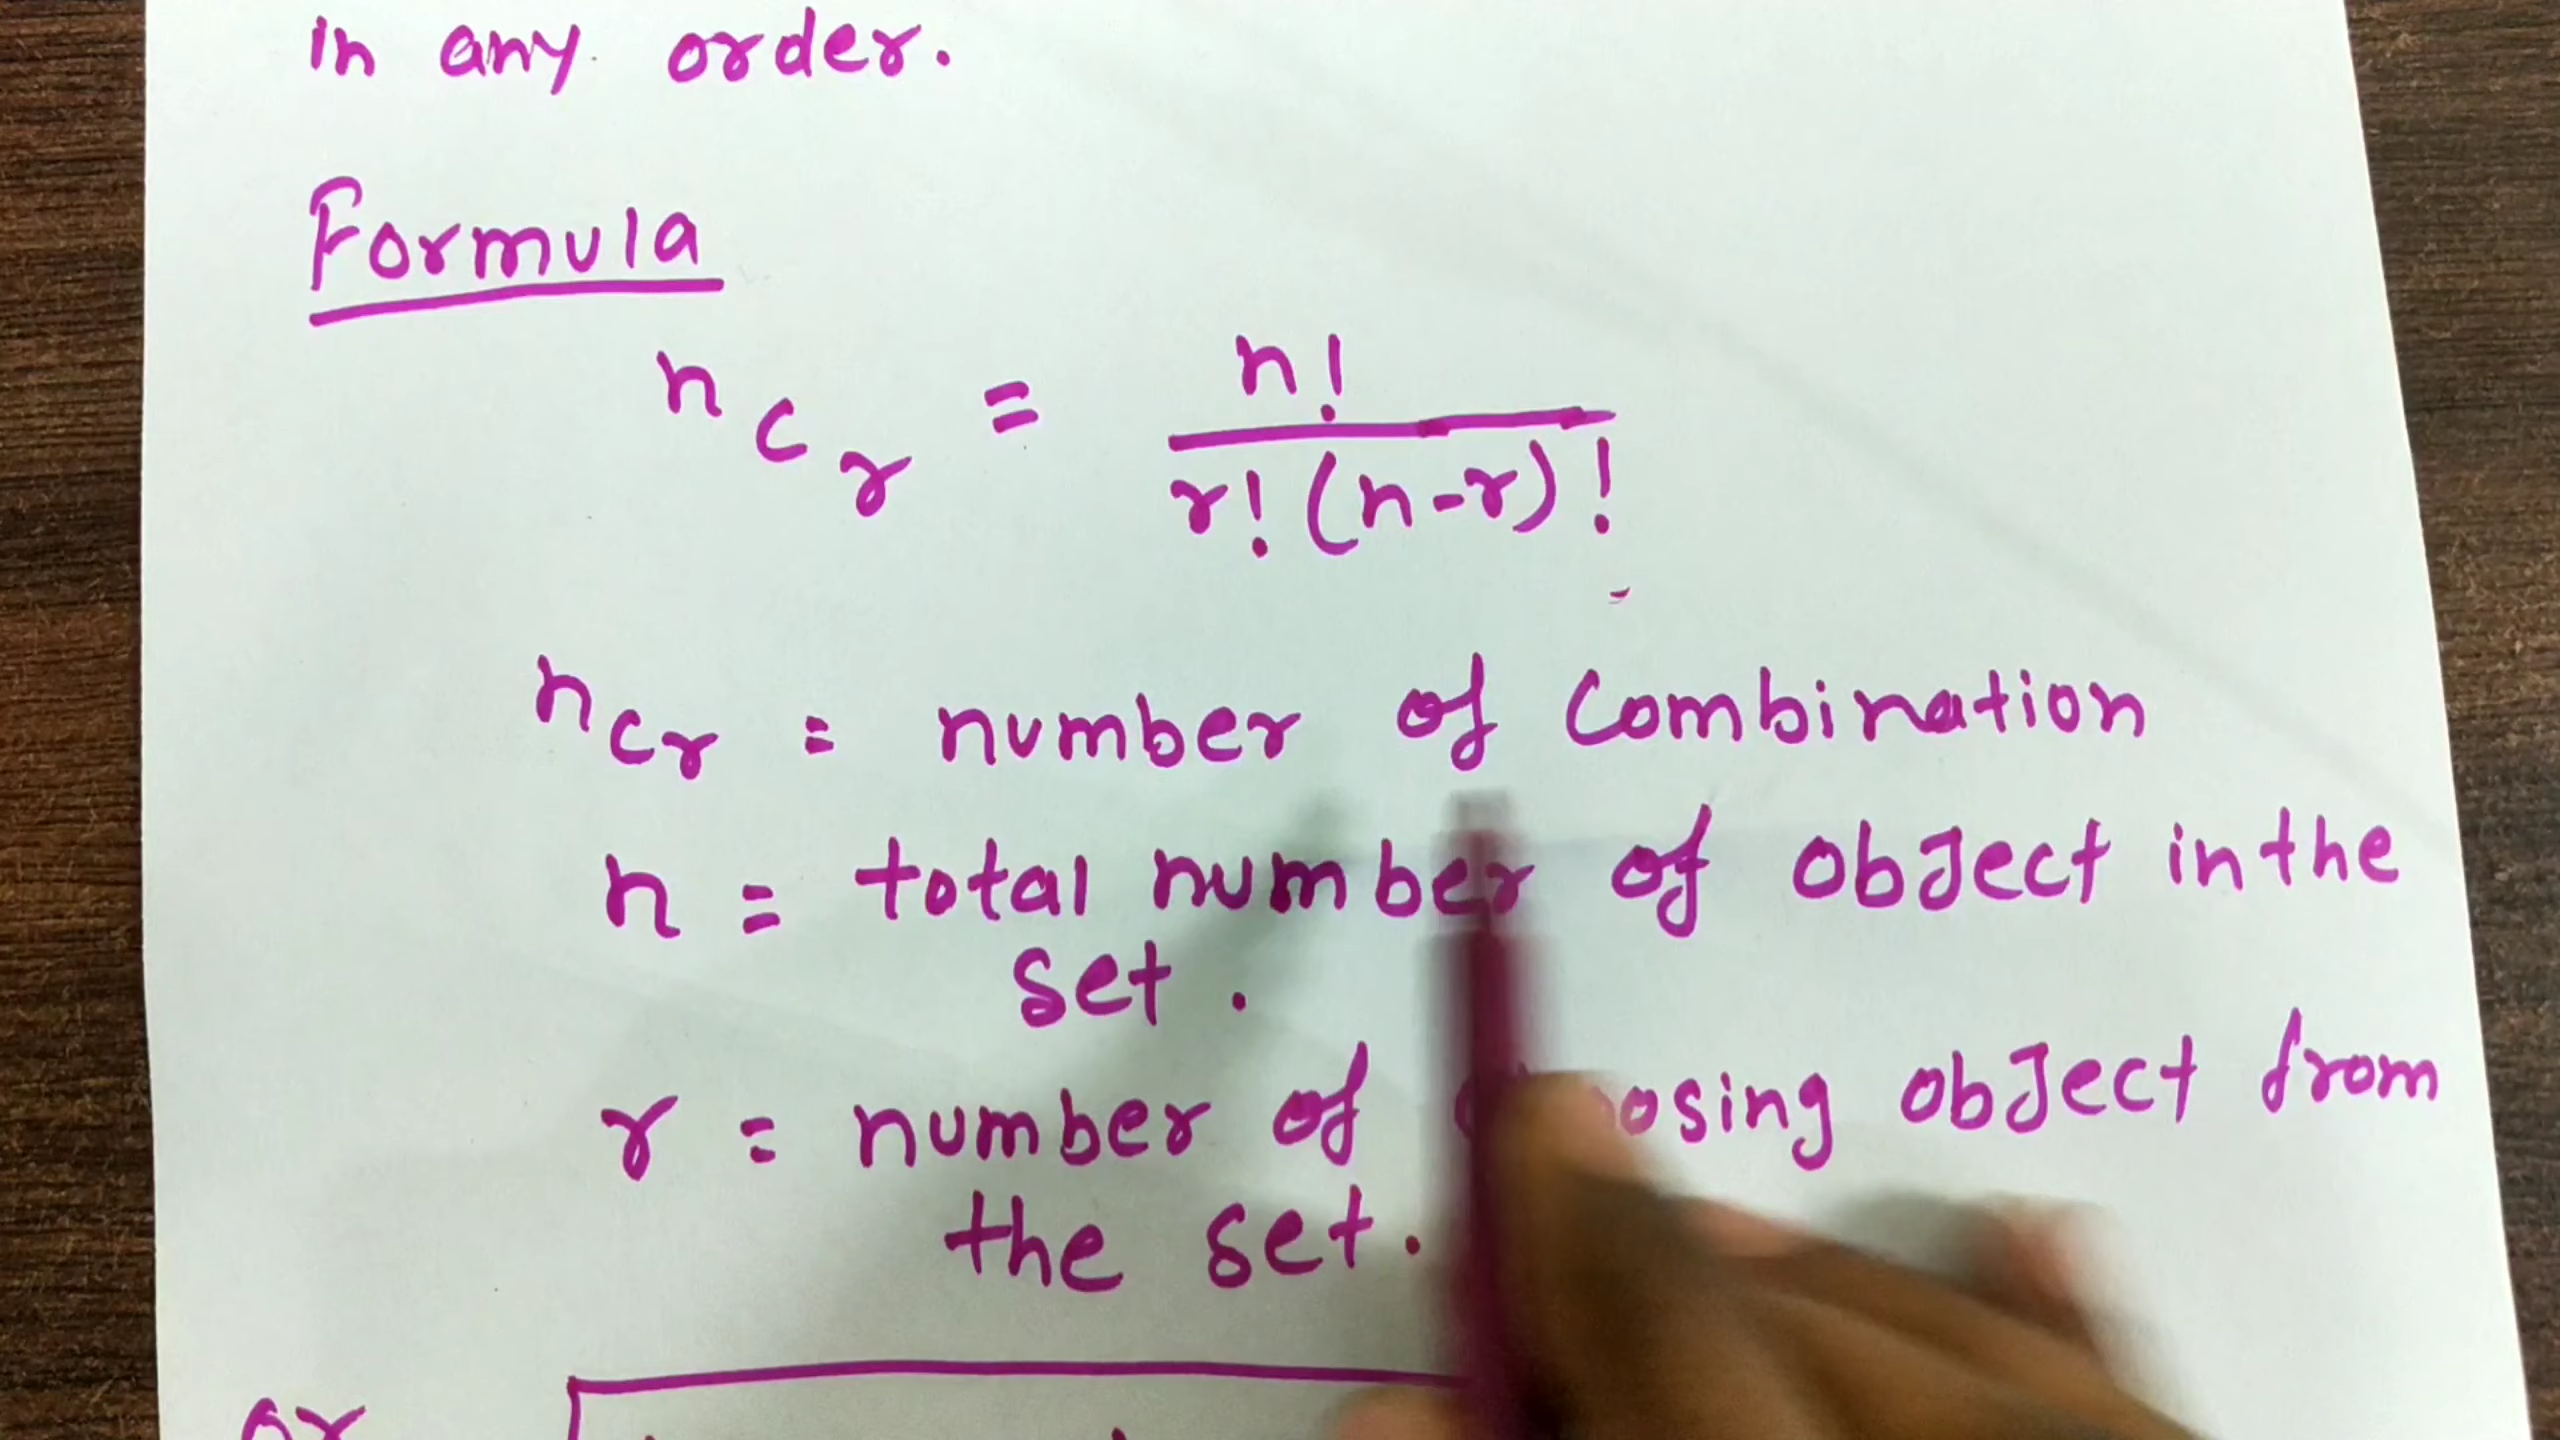 in any order.
Formula
nCr = n! / r!(n-r)!
nCr = number of combination
n = total number of object in the
set.
r = number of object from
the set.
or